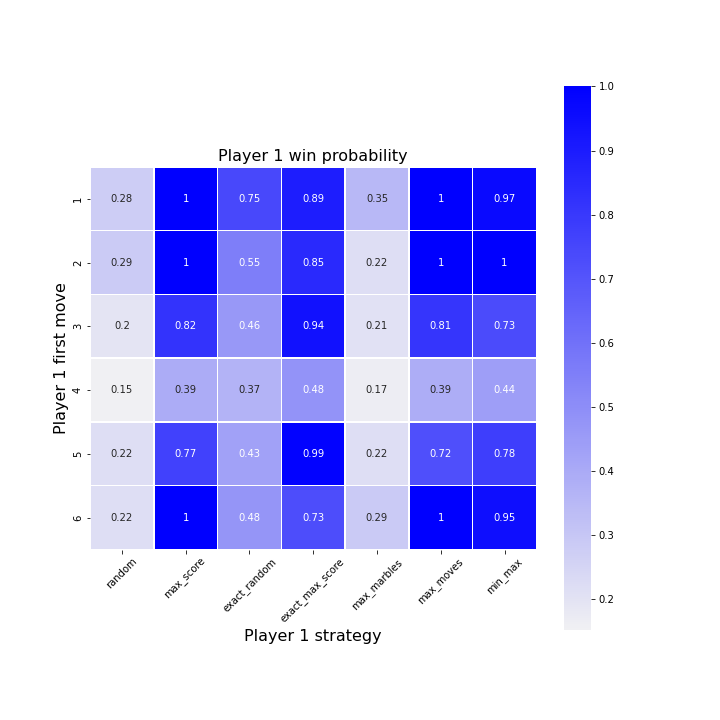 Player 1 win probability
Player 1 first move
1 0.28 1 0.75 0.89 0.35 1 0.97
2 0.29 1 0.55 0.85 0.22 1 1
3 0.2 0.82 0.46 0.94 0.21 0.81 0.73
4 0.15 0.39 0.37 0.48 0.17 0.39 0.44
5 0.22 0.77 0.43 0.99 0.22 0.72 0.78
6 0.22 1 0.48 0.73 0.29 1 0.95
random max_score exact_random exact_max_score max_marbles max_moves min_max
Player 1 strategy
1.0
0.9
0.8
0.7
0.6
0.5
0.4
0.3
0.2